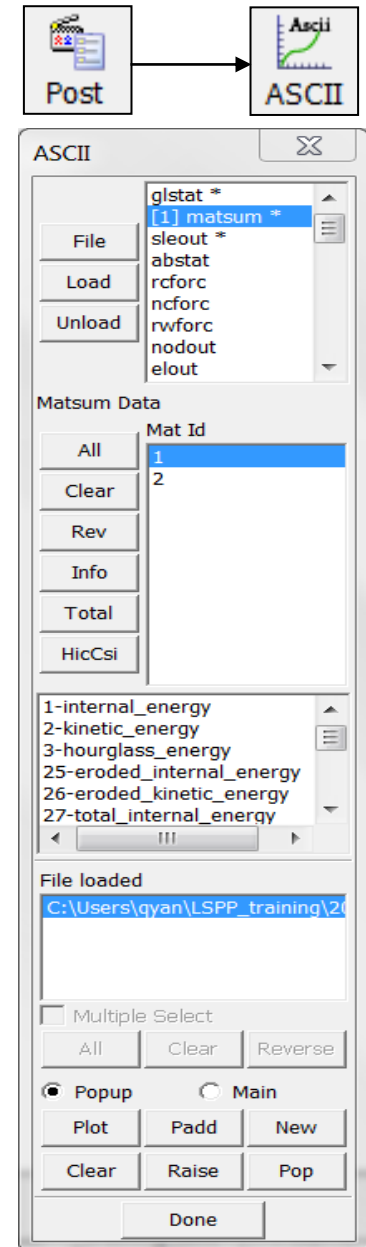 Post
Ascii
ASCII
ASCII
File
Load
Unload
glstat *
[1] matsum *
sleout *
abstat
rcforc
ncforc
rwforc
nodout
elout
Matsum Data
Mat Id
All
Clear
Rev
Info
Total
HicCsi
1
2
1-internal_energy
2-kinetic_energy
3-hourglass_energy
25-eroded_internal_energy
26-eroded_kinetic_energy
27-total_internal_energy
File loaded
C:\Users\qyan\LSPP_training\20
Multiple Select
All Clear Reverse
Popup Main
Plot Padd New
Clear Raise Pop
Done